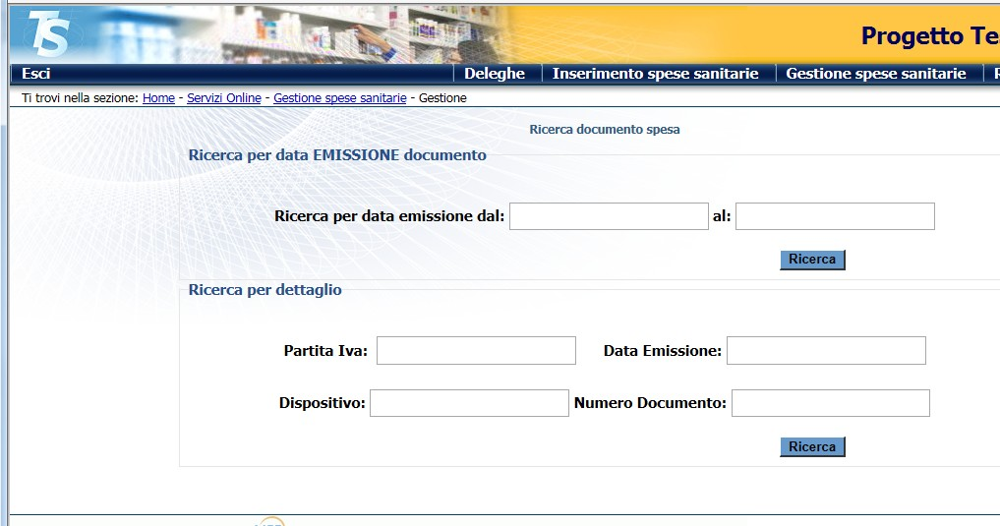 TS
Progetto Te
Esci Deleghe Inserimento spese sanitarie Gestione spese sanitarie
Ti trovi nella sezione: Home - Servizi Online - Gestione spese sanitarie - Gestione
Ricerca documento spesa
Ricerca per data EMISSIONE documento
Ricerca per data emissione dal: al:
Ricerca
Ricerca per dettaglio
Partita Iva: Data Emissione:
Dispositivo: Numero Documento:
Ricerca